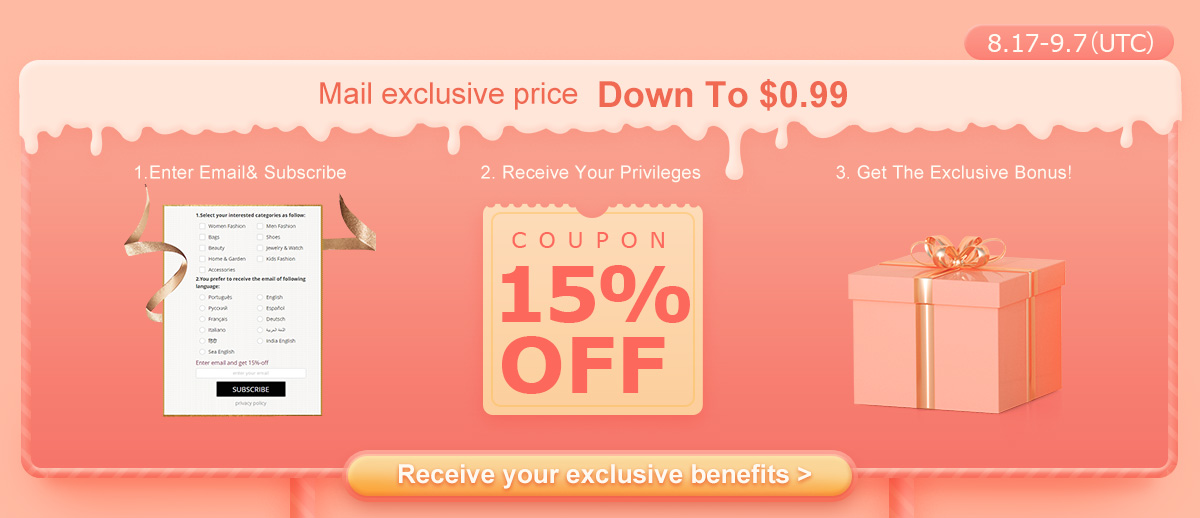 8.17-9.7(UTC)
Mail exclusive price Down To $0.99
1.Enter Email& Subscribe
1.Select your interested categories as follow:
Women Fashion
Men Fashion
Bags
Shoes
Beauty
Jewelry & Watch
Home & Garden
Kids Fashion
Accessories
2.You prefer to receive the email of following
language:
Português
English
Русский
Español
Français
Deutsch
Italiano
اللغة العربية
हिंदी
India English
Sea English
Enter email and get 15%-off
enter your email
SUBSCRIBE
privacy policy
2. Receive Your Privileges
COUPON
15%
OFF
3. Get The Exclusive Bonus!
Receive your exclusive benefits >